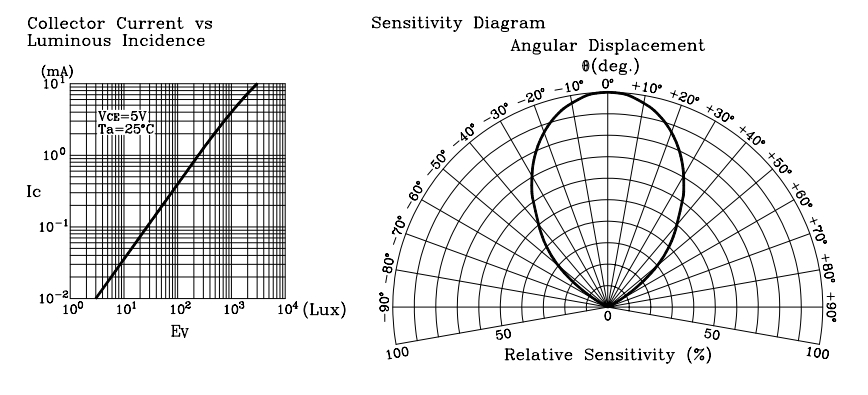 Collector Current vs
Luminous Incidence
(mA)
10¹
10⁰
10⁻¹
10⁻²
Ic
VCE=5V
Ta=25°C
10⁰ 10¹ 10² 10³ 10⁴ (Lux)
Ev
Sensitivity Diagram
Angular Displacement
θ(deg.)
-90° -80° -70° -60° -50° -40° -30° -20° -10° 0° +10° +20° +30° +40° +50° +60° +70° +80° +90°
0
50 50
100 100
Relative Sensitivity (%)